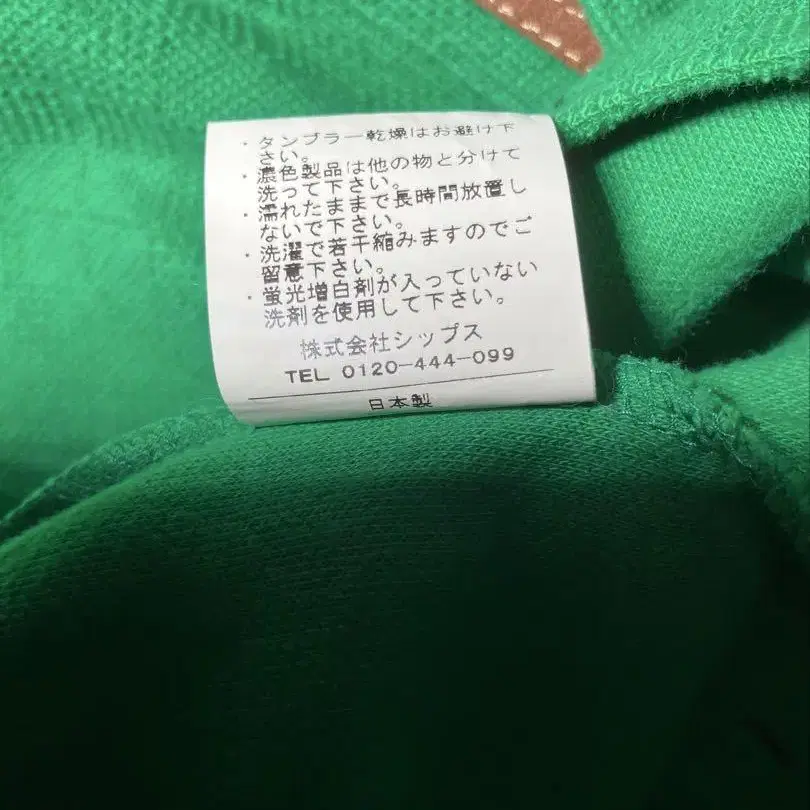 ・タンブラー乾燥はお避け下
さい。
・濃色製品は他の物と分けて
洗って下さい。
・濡れたままで長時間放置し
ないで下さい。
・洗濯で若干縮みますのでご
留意下さい。
・蛍光増白剤が入っていない
洗剤を使用して下さい。
株式会社シップス
TEL 0120-444-099
日本製